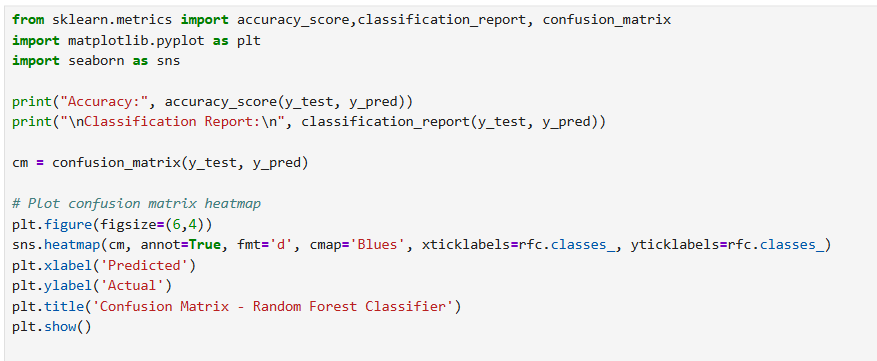 from sklearn.metrics import accuracy_score,classification_report, confusion_matrix
import matplotlib.pyplot as plt
import seaborn as sns
print("Accuracy:", accuracy_score(y_test, y_pred))
print("\nClassification Report:\n", classification_report(y_test, y_pred))
cm = confusion_matrix(y_test, y_pred)
# Plot confusion matrix heatmap
plt.figure(figsize=(6,4))
sns.heatmap(cm, annot=True, fmt='d', cmap='Blues', xticklabels=rfc.classes_, yticklabels=rfc.classes_)
plt.xlabel('Predicted')
plt.ylabel('Actual')
plt.title('Confusion Matrix - Random Forest Classifier')
plt.show()